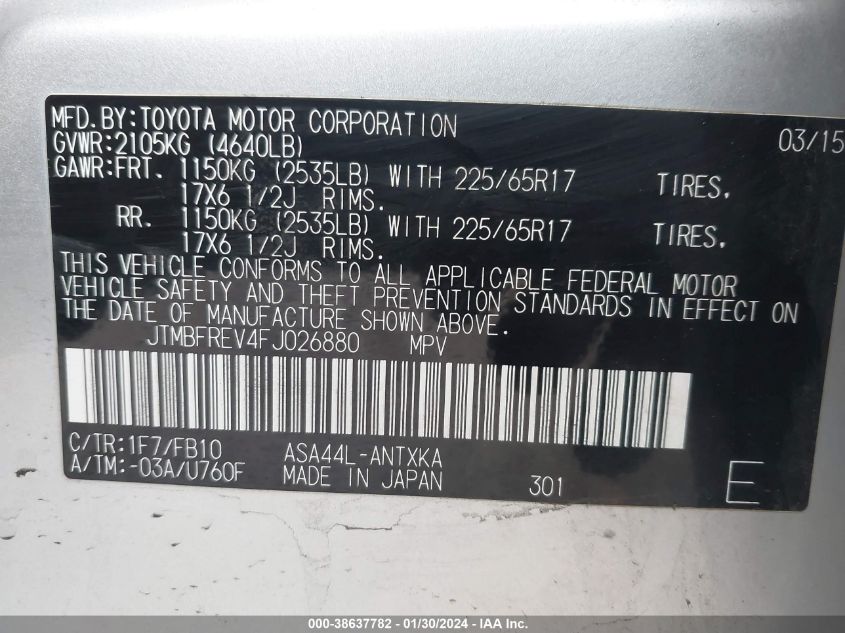 MFD.BY:TOYOTA MOTOR CORPORATION 03/15
GVWR:2105KG (4640LB)
GAWR:FRT. 1150KG (2535LB) WITH 225/65R17 TIRES.
17X6 1/2J RIMS.
RR. 1150KG (2535LB) WITH 225/65R17 TIRES.
17X6 1/2J RIMS.
THIS VEHICLE CONFORMS TO ALL APPLICABLE FEDERAL MOTOR
VEHICLE SAFETY AND THEFT PREVENTION STANDARDS IN EFFECT ON
THE DATE OF MANUFACTURE SHOWN ABOVE.
JTMBFREV4FJ026880 MPV
C/TR:1F7/FB10 ASA44L-ANTXKA
A/TM:-03A/U760F MADE IN JAPAN 301 E
000-38637782 - 01/30/2024 - IAA Inc.